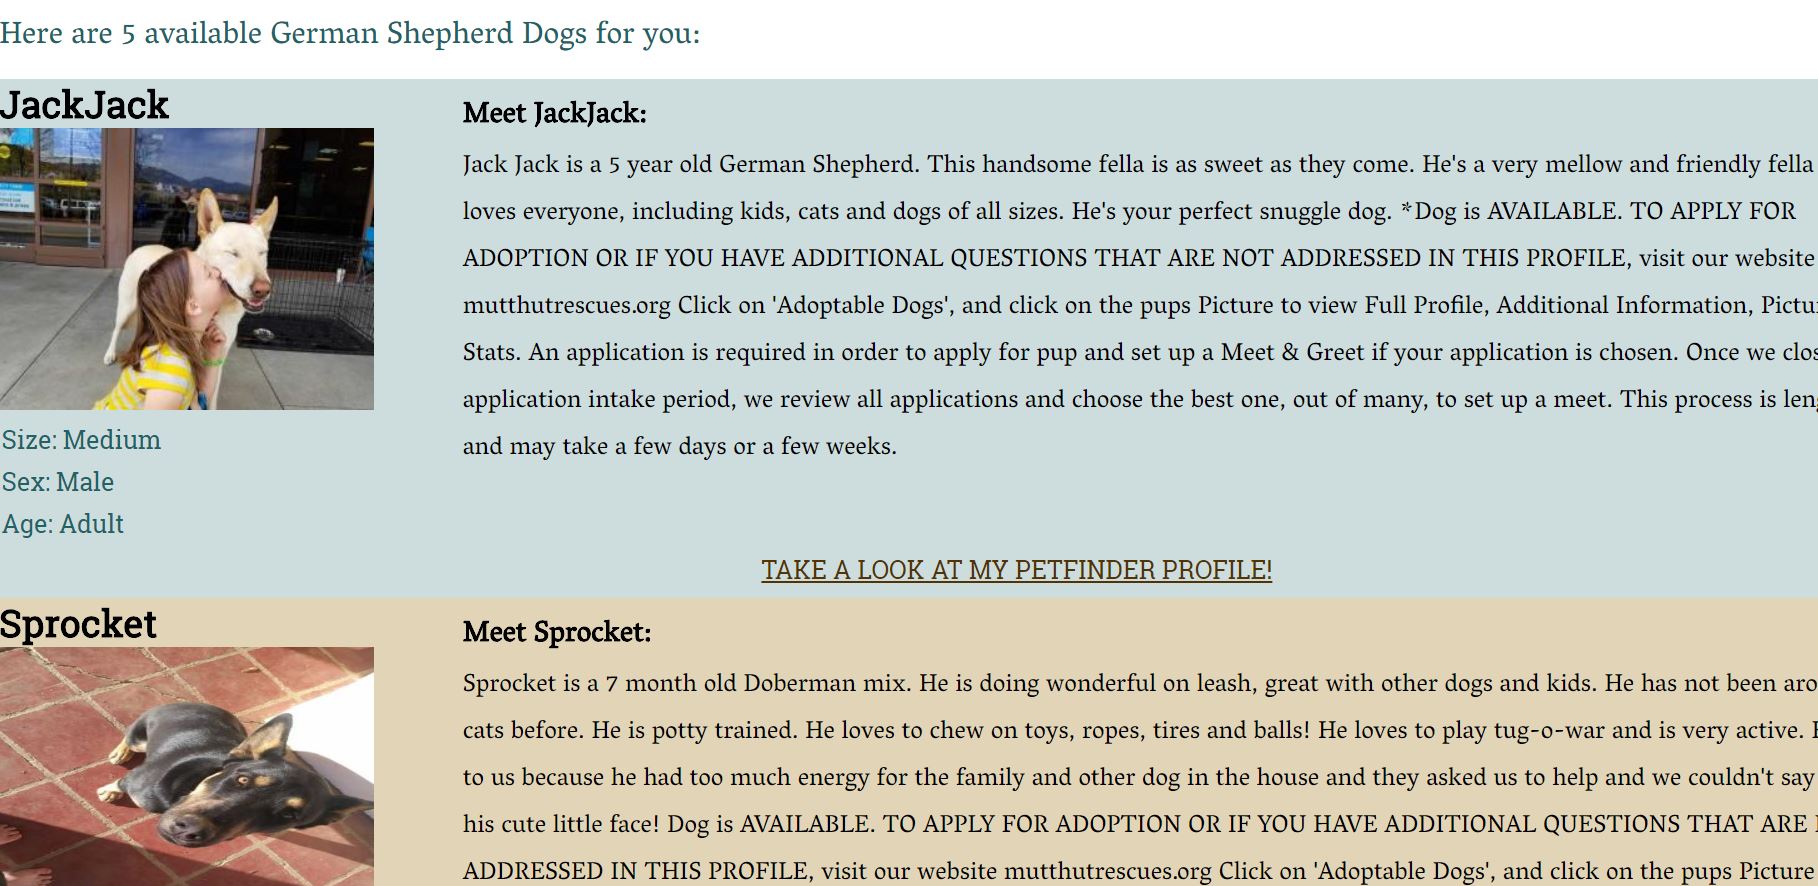 Here are 5 available German Shepherd Dogs for you:
JackJack
Size: Medium
Sex: Male
Age: Adult
Meet JackJack:
Jack Jack is a 5 year old German Shepherd. This handsome fella is as sweet as they come. He's a very mellow and friendly fella
loves everyone, including kids, cats and dogs of all sizes. He's your perfect snuggle dog. *Dog is AVAILABLE. TO APPLY FOR
ADOPTION OR IF YOU HAVE ADDITIONAL QUESTIONS THAT ARE NOT ADDRESSED IN THIS PROFILE, visit our website
mutthutrescues.org Click on 'Adoptable Dogs', and click on the pups Picture to view Full Profile, Additional Information,
Stats. An application is required in order to apply for pup and set up a Meet & Greet if your application is chosen. Once we
application intake period, we review all applications and choose the best one, out of many, to set up a meet. This process is
and may take a few days or a few weeks.
TAKE A LOOK AT MY PETFINDER PROFILE!
Sprocket
Meet Sprocket:
Sprocket is a 7 month old Doberman mix. He is doing wonderful on leash, great with other dogs and kids. He has not been
cats before. He is potty trained. He loves to chew on toys, ropes, tires and balls! He loves to play tug-o-war and is very active.
to us because he had too much energy for the family and other dog in the house and they asked us to help and we couldn't say
his cute little face! Dog is AVAILABLE. TO APPLY FOR ADOPTION OR IF YOU HAVE ADDITIONAL QUESTIONS THAT ARE
ADDRESSED IN THIS PROFILE, visit our website mutthutrescues.org Click on 'Adoptable Dogs', and click on the pups Picture